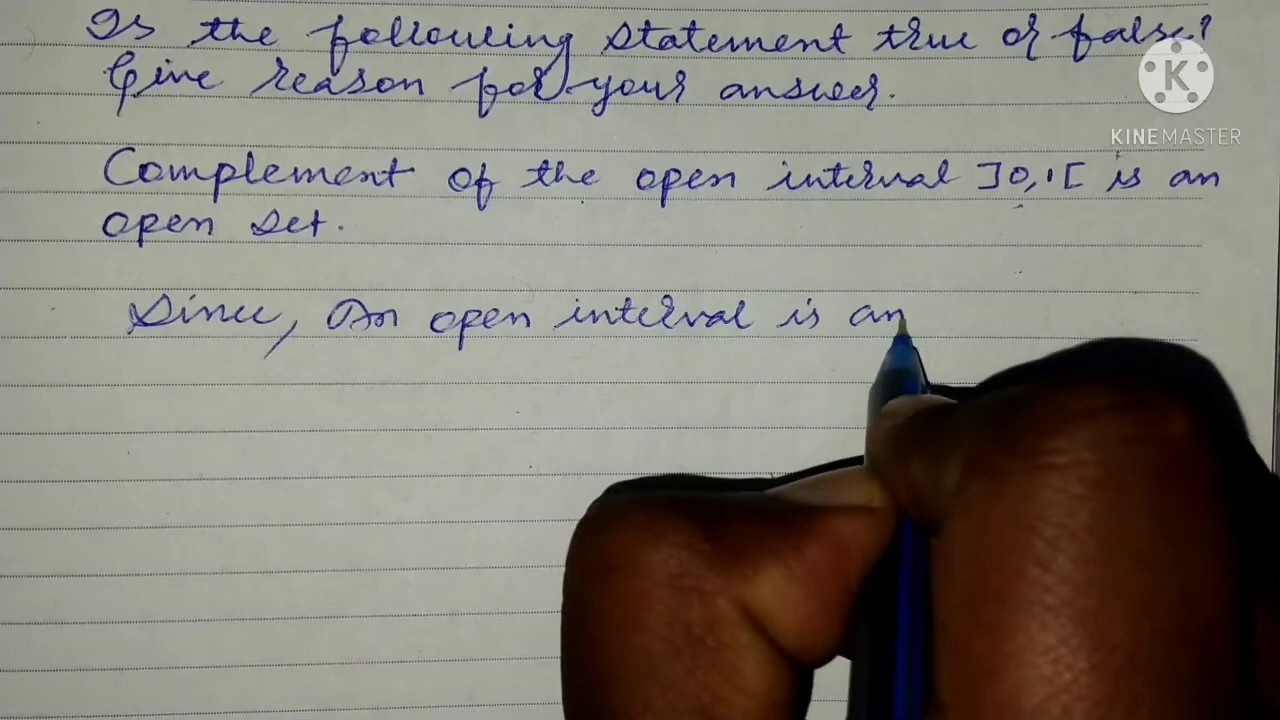 Is the following statement true or false?
Give reason for your answer.
K
KINEMASTER
Complement of the open interval ]0,1[ is an
open set.
Since, An open interval is an